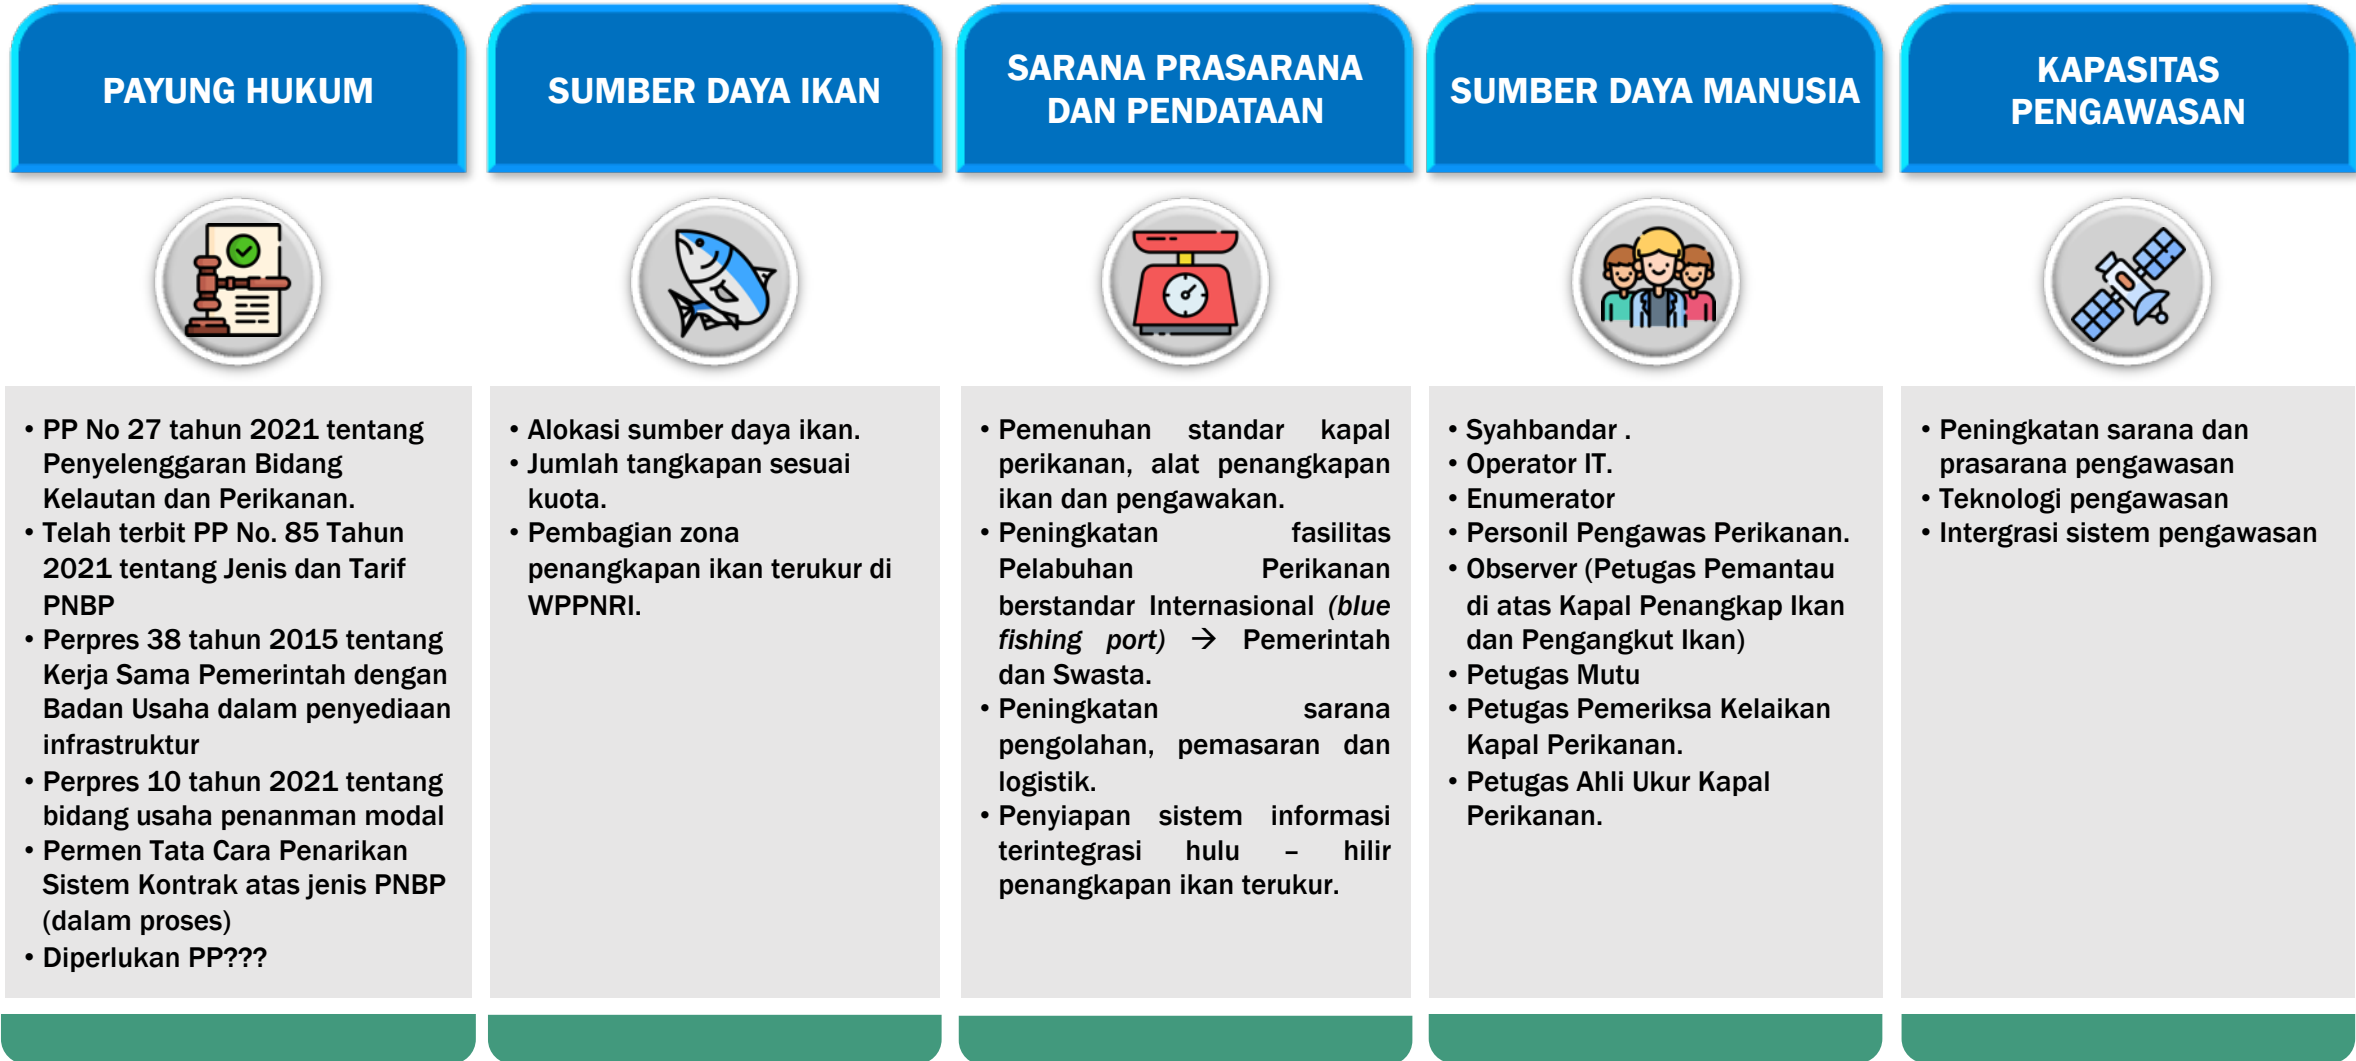 PAYUNG HUKUM
• PP No 27 tahun 2021 tentang
Penyelenggaran Bidang
Kelautan dan Perikanan.
• Telah terbit PP No. 85 Tahun
2021 tentang Jenis dan Tarif
PNBP
• Perpres 38 tahun 2015 tentang
Kerja Sama Pemerintah dengan
Badan Usaha dalam penyediaan
infrastruktur
• Perpres 10 tahun 2021 tentang
bidang usaha penanman modal
• Permen Tata Cara Penarikan
Sistem Kontrak atas jenis PNBP
(dalam proses)
• Diperlukan PP???
SUMBER DAYA IKAN
• Alokasi sumber daya ikan.
• Jumlah tangkapan sesuai
kuota.
• Pembagian zona
penangkapan ikan terukur di
WPPNRI.
SARANA PRASARANA
DAN PENDATAAN
• Pemenuhan standar kapal
perikanan, alat penangkapan
ikan dan pengawakan.
• Peningkatan fasilitas
Pelabuhan Perikanan
berstandar Internasional (blue
fishing port) → Pemerintah
dan Swasta.
• Peningkatan sarana
pengolahan, pemasaran dan
logistik.
• Penyiapan sistem informasi
terintegrasi hulu – hilir
penangkapan ikan terukur.
SUMBER DAYA MANUSIA
• Syahbandar .
• Operator IT.
• Enumerator
• Personil Pengawas Perikanan.
• Observer (Petugas Pemantau
di atas Kapal Penangkap Ikan
dan Pengangkut Ikan)
• Petugas Mutu
• Petugas Pemeriksa Kelaikan
Kapal Perikanan.
• Petugas Ahli Ukur Kapal
Perikanan.
KAPASITAS
PENGAWASAN
• Peningkatan sarana dan
prasarana pengawasan
• Teknologi pengawasan
• Intergrasi sistem pengawasan